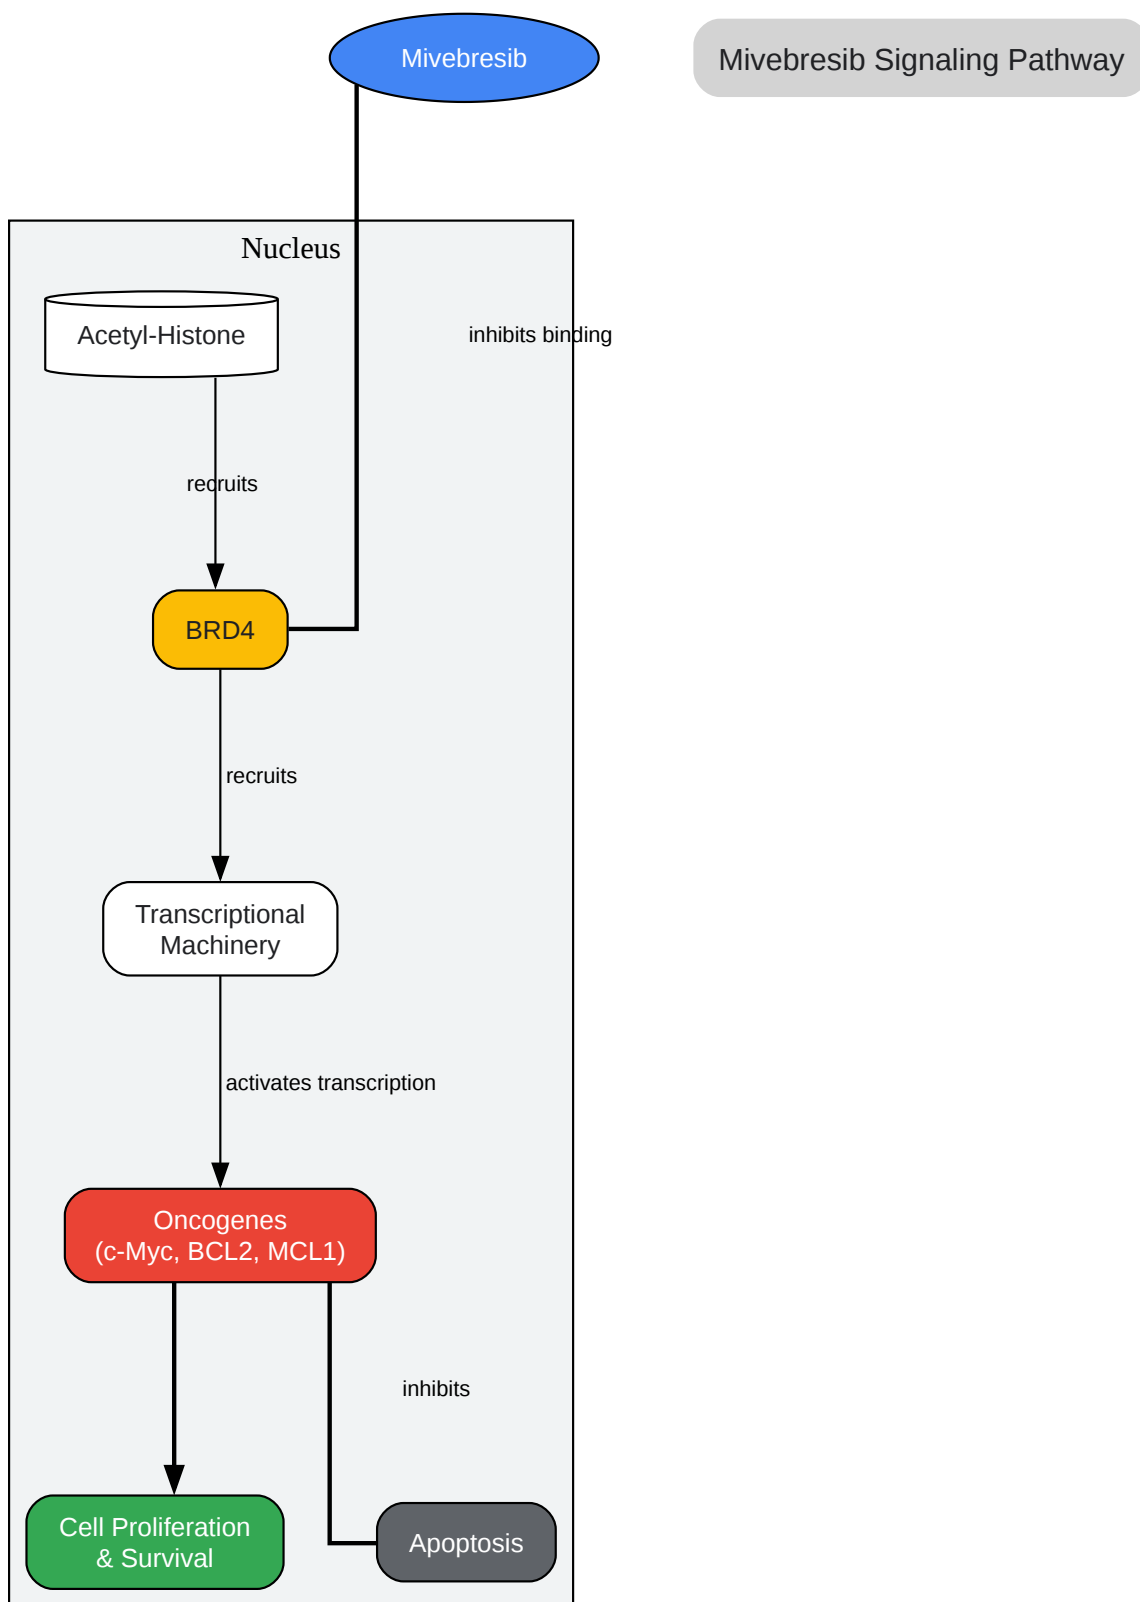 Mivebresib
Mivebresib Signaling Pathway
Nucleus
Acetyl-Histone
inhibits binding
recruits
BRD4
recruits
Transcriptional
Machinery
activates transcription
Oncogenes
(c-Myc, BCL2, MCL1)
inhibits
Cell Proliferation
& Survival
Apoptosis